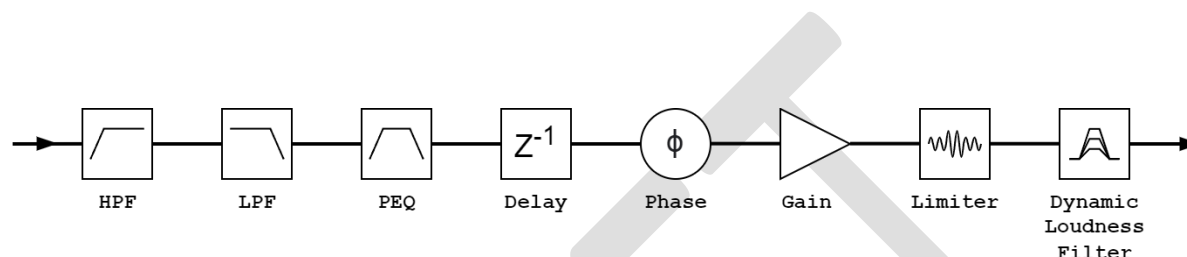 Z-1
ϕ
HPF
LPF
PEQ
Delay
Phase
Gain
Limiter
Dynamic
Loudness
Filter